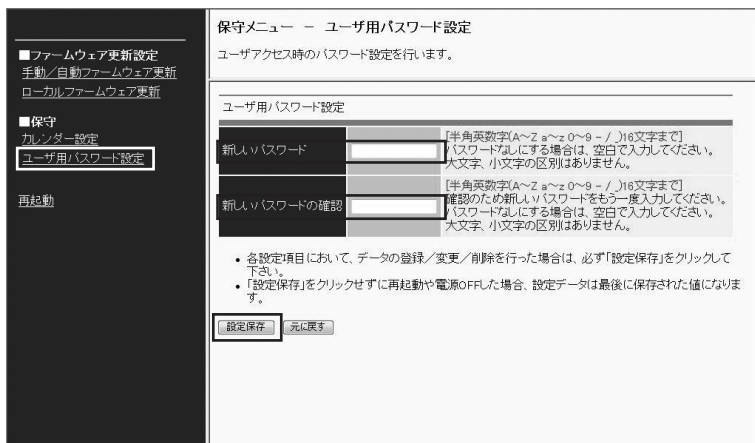 ■ファームウェア更新設定
手動／自動ファームウェア更新
ローカルファームウェア更新
■保守
カレンダー設定
ユーザ用パスワード設定
再起動
保守メニュー － ユーザ用パスワード設定
ユーザアクセス時のパスワード設定を行います。
ユーザ用パスワード設定
新しいパスワード
[半角英数字(A～Z a～z 0～9 - / _)16文字まで]
パスワードなしにする場合は、空白で入力してください。
大文字、小文字の区別はありません。
新しいパスワードの確認
[半角英数字(A～Z a～z 0～9 - / _)16文字まで]
確認のため新しいパスワードをもう一度入力してください。
パスワードなしにする場合は、空白で入力してください。
大文字、小文字の区別はありません。
• 各設定項目において、データの登録／変更／削除を行った場合は、必ず「設定保存」をクリックして
下さい。
• 「設定保存」をクリックせずに再起動や電源OFFした場合、設定データは最後に保存された値になりま
す。
設定保存 元に戻す